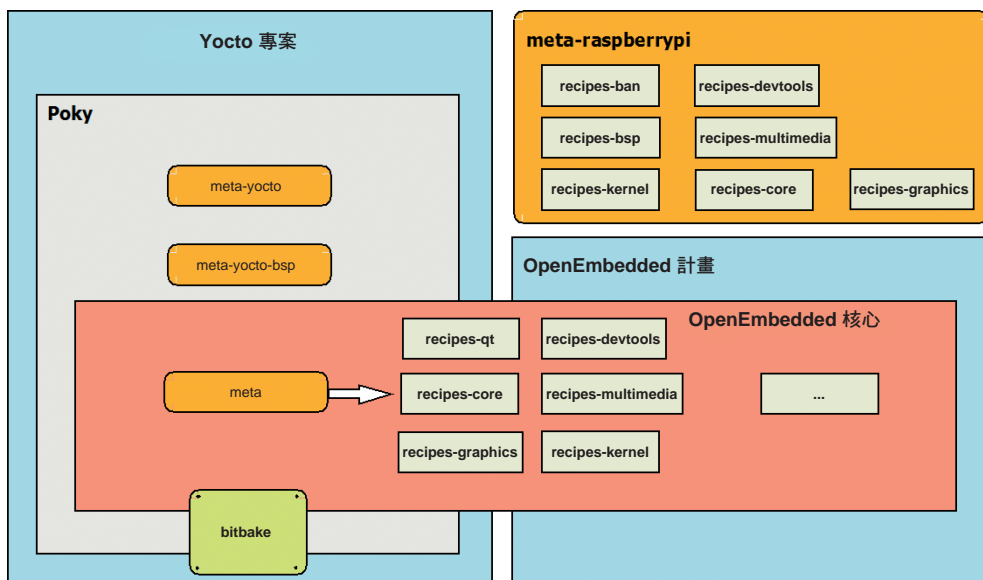 Yocto 專案
Poky
meta-yocto
meta-yocto-bsp
meta-raspberrypi
recipes-ban
recipes-devtools
recipes-bsp
recipes-multimedia
recipes-kernel
recipes-core
recipes-graphics
OpenEmbedded 計畫
OpenEmbedded 核心
recipes-qt
recipes-devtools
meta
recipes-core
recipes-multimedia
...
recipes-graphics
recipes-kernel
bitbake